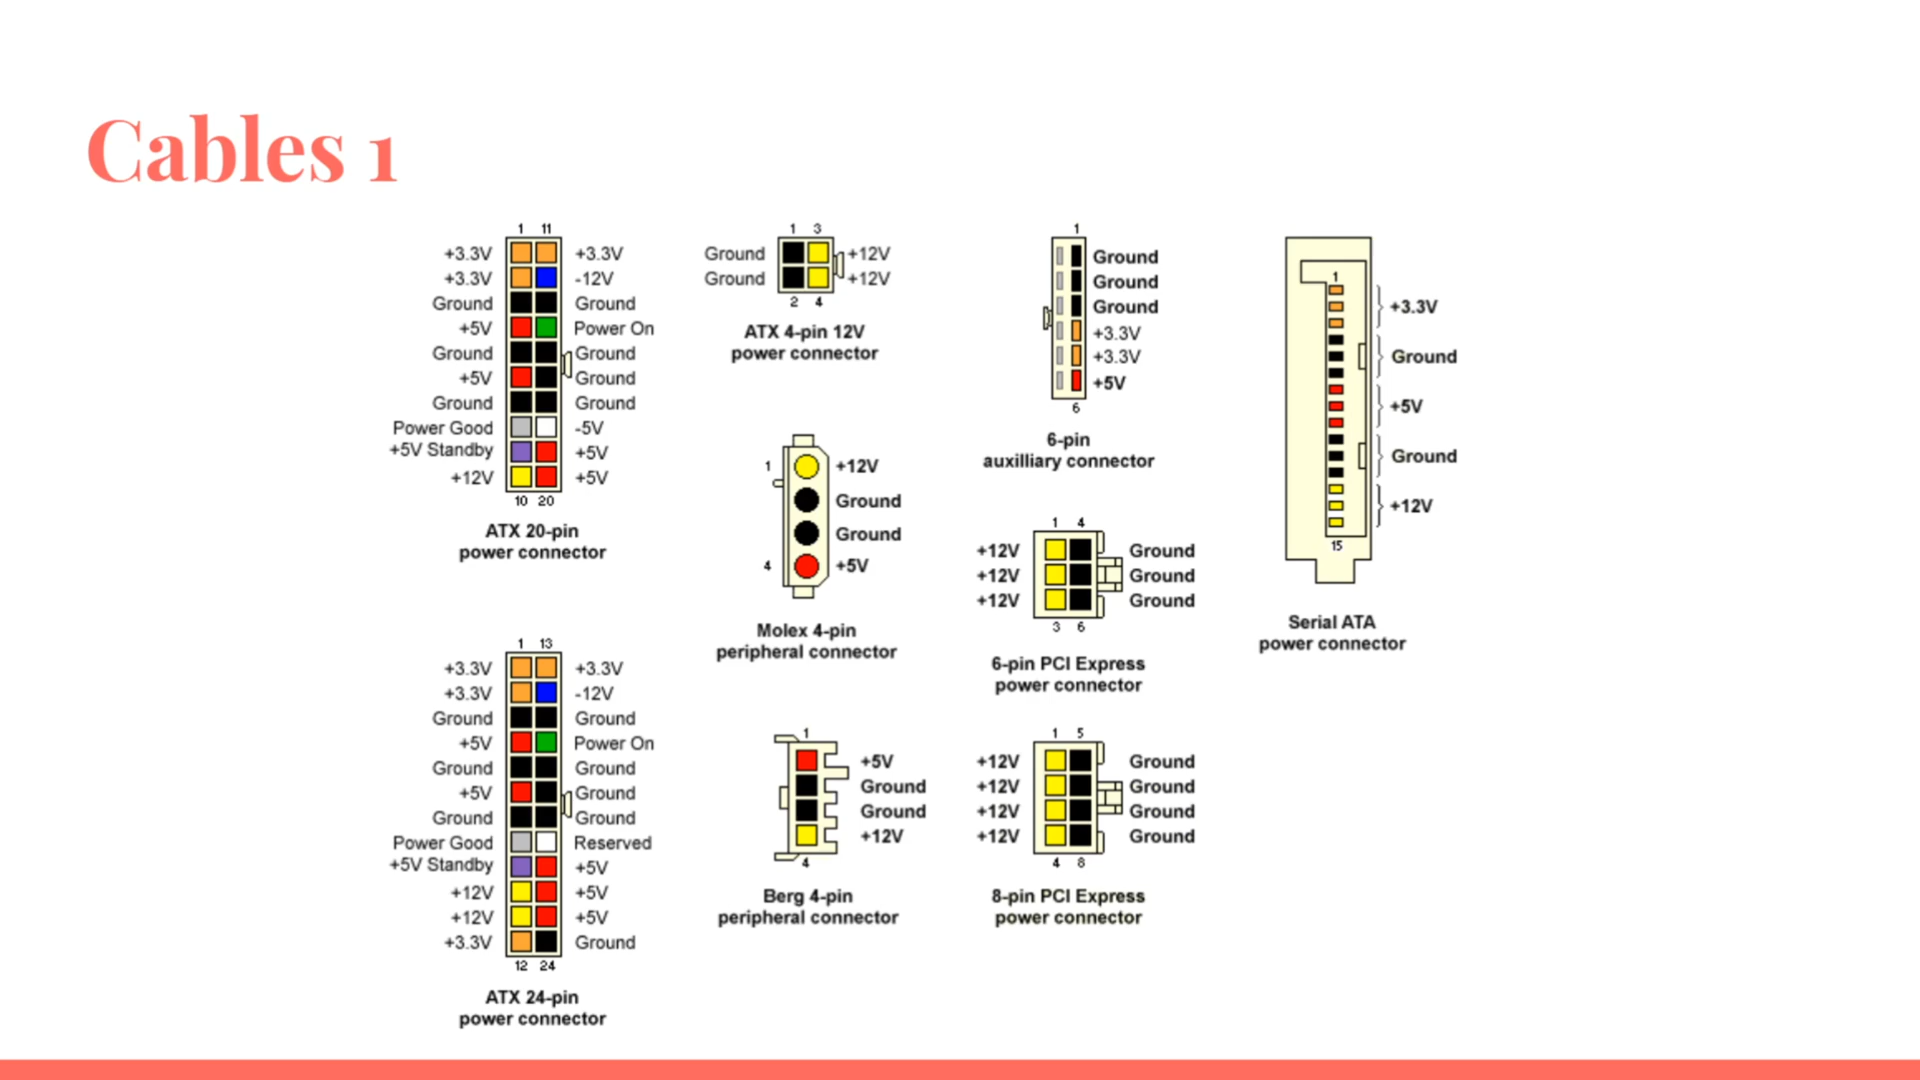 Cables 1
1 11
+3.3V +3.3V
+3.3V -12V
Ground Ground
+5V Power On
Ground Ground
+5V Ground
Ground Ground
Power Good -5V
+5V Standby +5V
+12V +5V
10 20
ATX 20-pin
power connector
1 13
+3.3V +3.3V
+3.3V -12V
Ground Ground
+5V Power On
Ground Ground
+5V Ground
Ground Ground
Power Good Reserved
+5V Standby +5V
+12V +5V
+12V +5V
+3.3V Ground
12 24
ATX 24-pin
power connector
1 3
Ground +12V
Ground +12V
2 4
ATX 4-pin 12V
power connector
1 +12V
Ground
Ground
4 +5V
Molex 4-pin
peripheral connector
1
+5V
Ground
Ground
+12V
4
Berg 4-pin
peripheral connector
1
Ground
Ground
Ground
+3.3V
+3.3V
+5V
6
6-pin
auxilliary connector
1 4
+12V Ground
+12V Ground
+12V Ground
3 6
6-pin PCI Express
power connector
1 5
+12V Ground
+12V Ground
+12V Ground
+12V Ground
4 8
8-pin PCI Express
power connector
1
+3.3V
Ground
+5V
Ground
+12V
15
Serial ATA
power connector